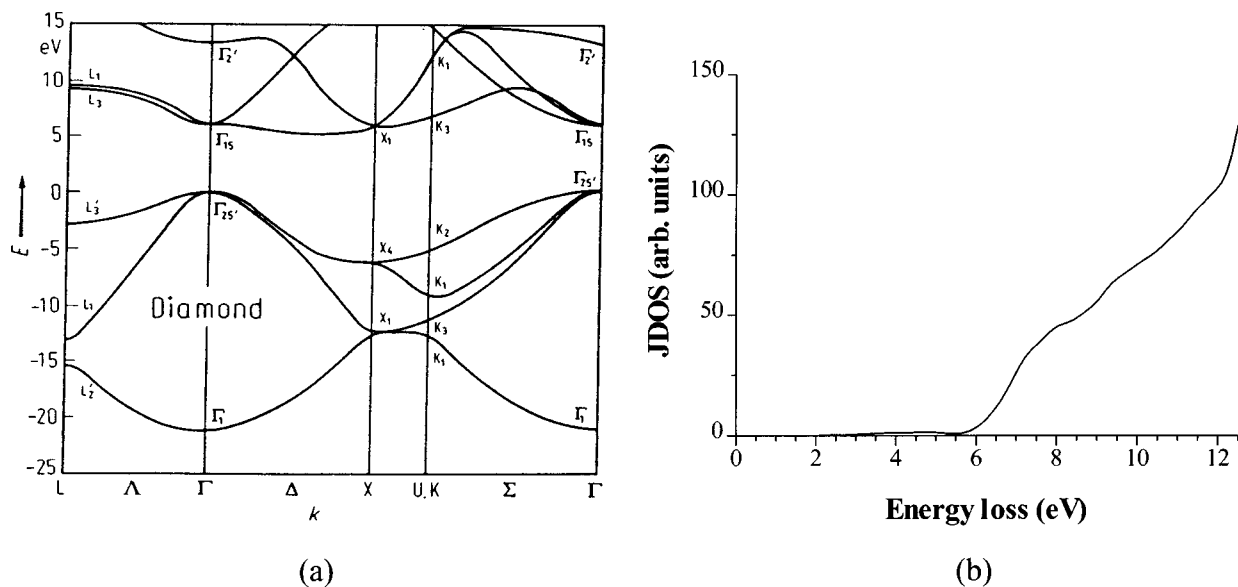 15
eV
10
5
0
-5
-10
-15
-20
-25
E
L₁
L₃
L₃'
L₁
L₂'
Γ₂'
Γ₁₅
Γ₂₅'
Γ₁
Diamond
X₁
X₄
X₁
K₁
K₃
K₂
K₁
K₃
K₁
Γ₂'
Γ₁₅
Γ₂₅'
Γ₁
L Λ Γ Δ X U,K Σ Γ
k
(a)
150
100
50
0
JDOS (arb. units)
0 2 4 6 8 10 12
Energy loss (eV)
(b)